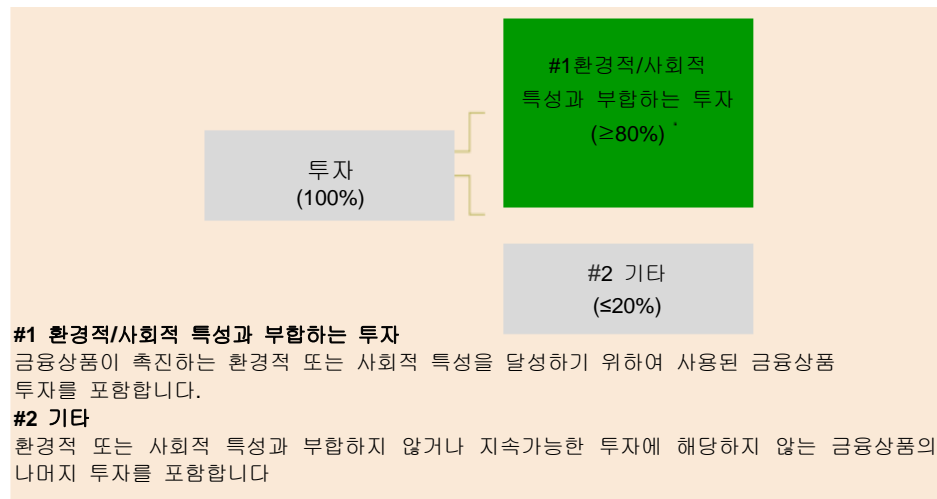 #1환경적/사회적
특성과 부합하는 투자
(≥80%) *
투자
(100%)
#2 기타
(≤20%)
#1 환경적/사회적 특성과 부합하는 투자
금융상품이 촉진하는 환경적 또는 사회적 특성을 달성하기 위하여 사용된 금융상품
투자를 포함합니다.
#2 기타
환경적 또는 사회적 특성과 부합하지 않거나 지속가능한 투자에 해당하지 않는 금융상품의
나머지 투자를 포함합니다